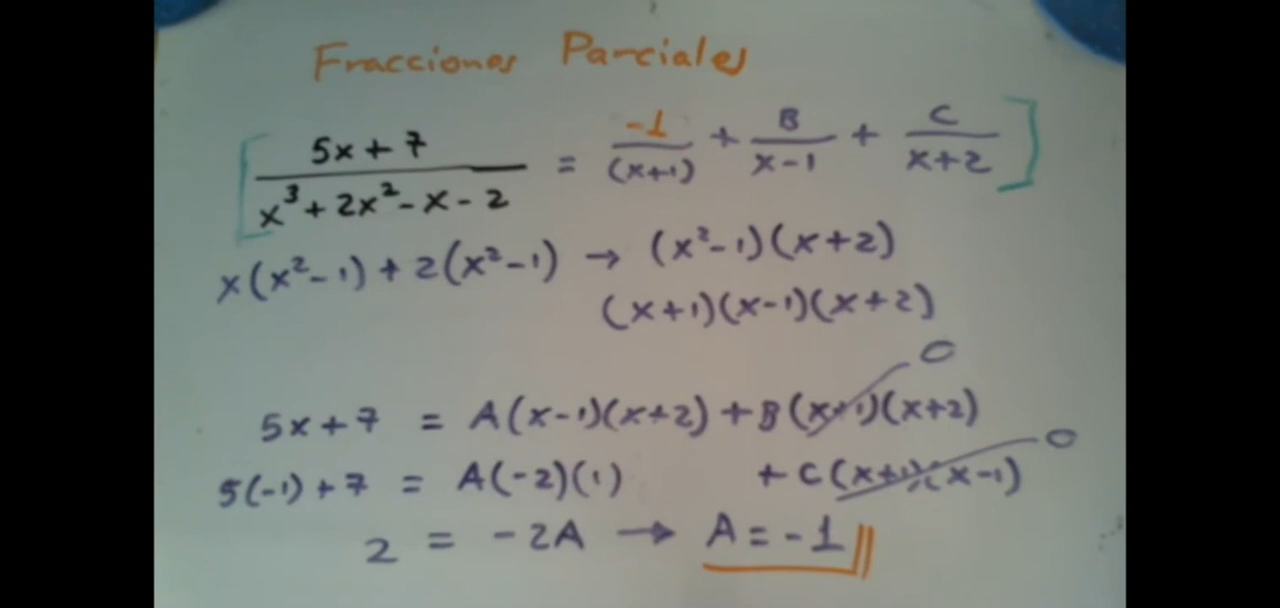 Fracciones Parciales
[ (5x + 7)/(x³ + 2x² - x - 2) = -1/(x+1) + B/(x-1) + C/(x+2) ]
x(x² - 1) + 2(x² - 1) → (x² - 1)(x + 2)
(x + 1)(x - 1)(x + 2)
5x + 7 = A(x - 1)(x + 2) + B(x + 1)(x + 2) 0
5(-1) + 7 = A(-2)(1) + C(x + 1)(x - 1) 0
2 = -2A → A = -1